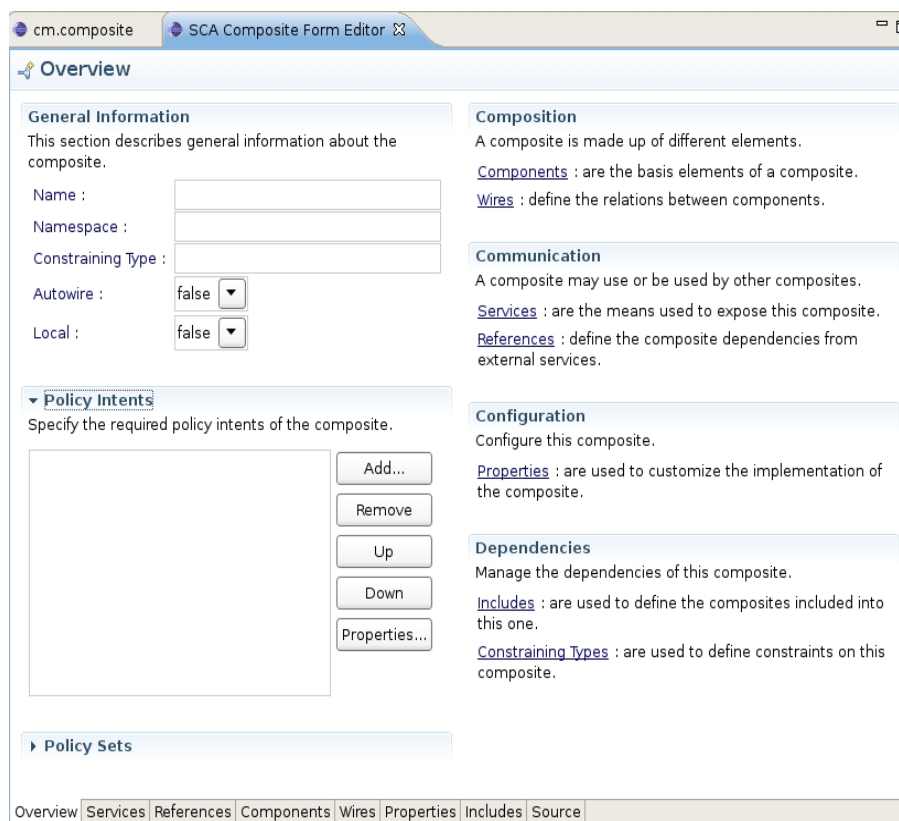 cm.composite
SCA Composite Form Editor
Overview
General Information
This section describes general information about the
composite.
Name :
Namespace :
Constraining Type :
Autowire :
false
Local :
false
Policy Intents
Specify the required policy intents of the composite.
Add...
Remove
Up
Down
Properties...
Policy Sets
Composition
A composite is made up of different elements.
Components : are the basis elements of a composite.
Wires : define the relations between components.
Communication
A composite may use or be used by other composites.
Services : are the means used to expose this composite.
References : define the composite dependencies from
external services.
Configuration
Configure this composite.
Properties : are used to customize the implementation of
the composite.
Dependencies
Manage the dependencies of this composite.
Includes : are used to define the composites included into
this one.
Constraining Types : are used to define constraints on this
composite.
Overview Services References Components Wires Properties Includes Source